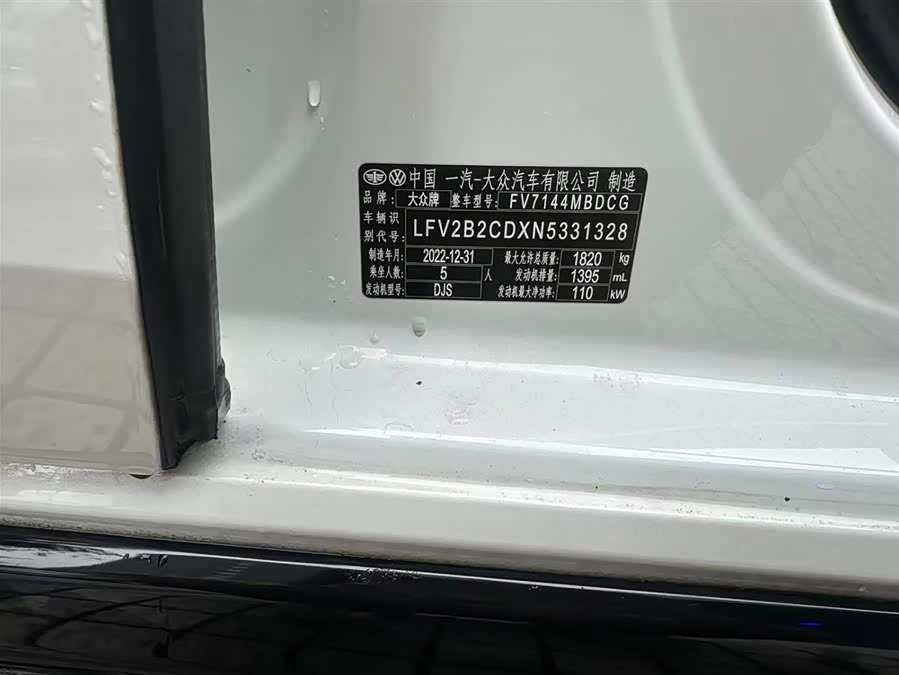 中国 一汽-大众汽车有限公司 制造
品牌: 大众牌 整车型号: FV7144MBDCG
车辆识别代号: LFV2B2CDXN5331328
制造年月: 2022-12-31 最大允许总质量: 1820 kg
乘坐人数: 5 人 发动机排量: 1395 mL
发动机型号: DJS 发动机最大净功率: 110 kW